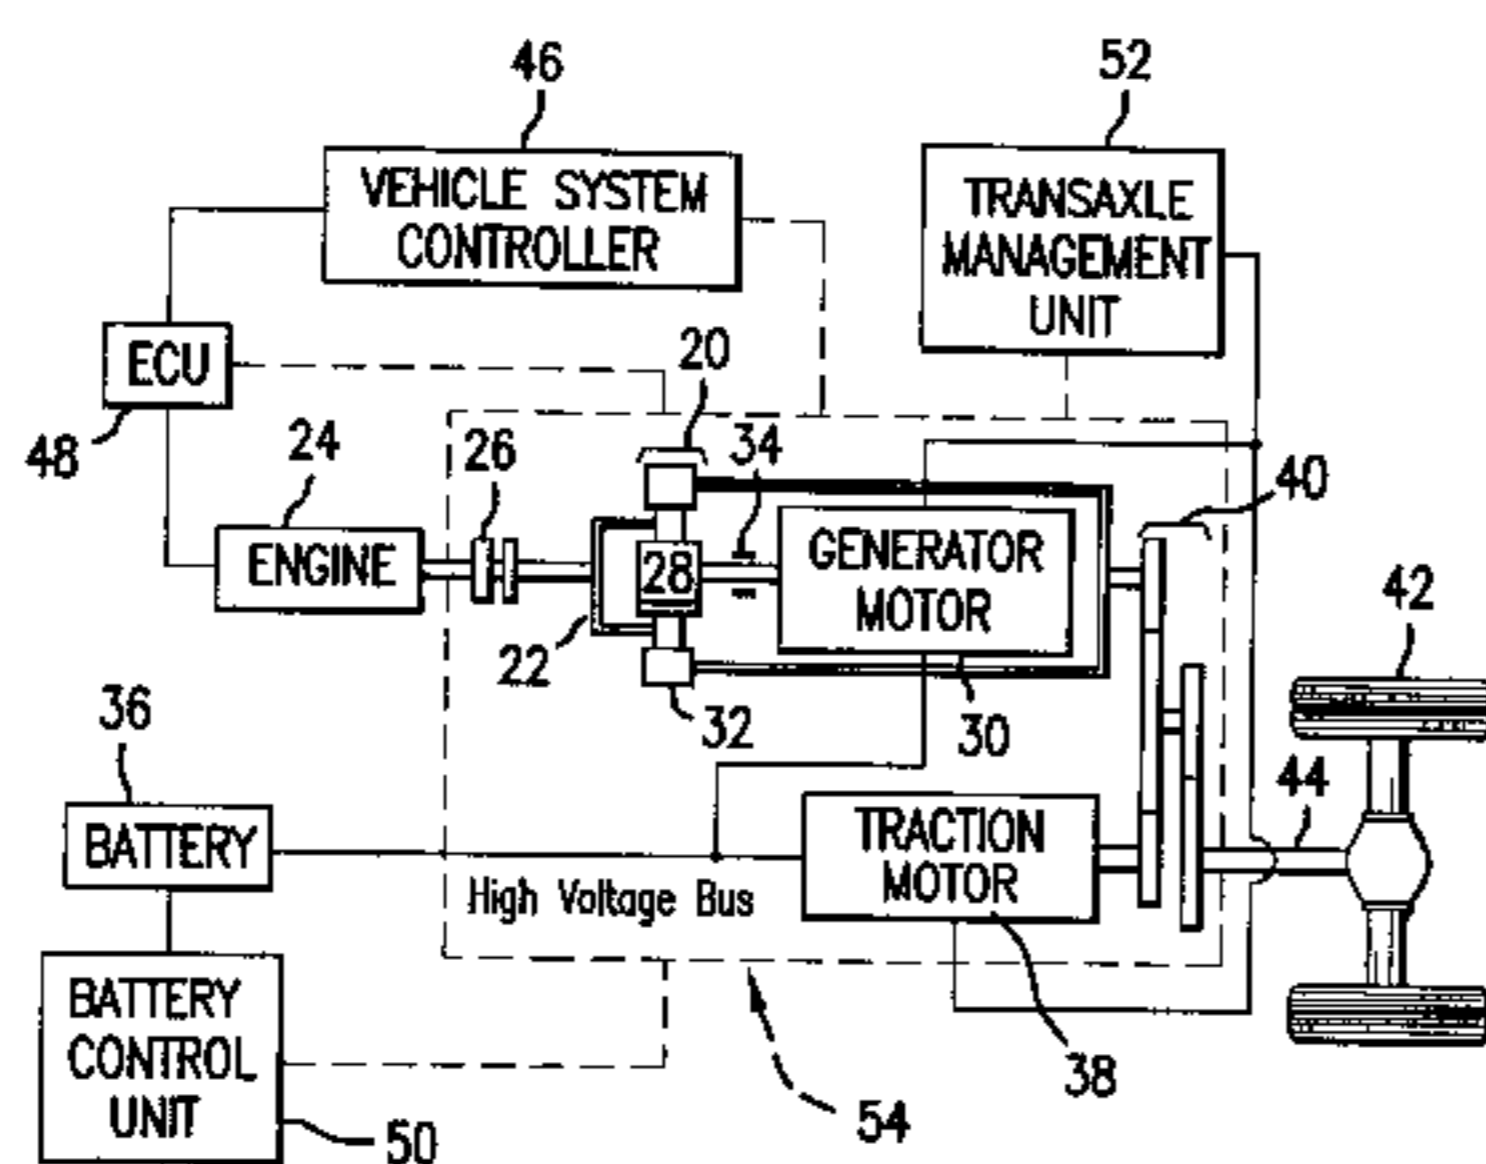 46
52
VEHICLE SYSTEM
CONTROLLER
TRANSAXLE
MANAGEMENT
UNIT
ECU
20
48
24
26
34
40
ENGINE
28
GENERATOR
MOTOR
42
22
36
32
30
44
BATTERY
TRACTION
MOTOR
High Voltage Bus
BATTERY
CONTROL
UNIT
38
50
54